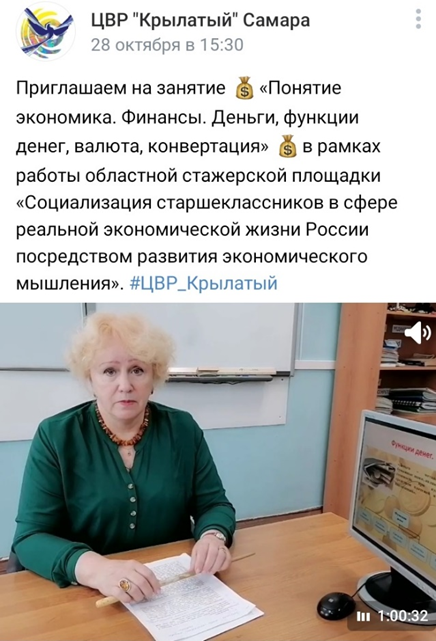 ЦВР "Крылатый" Самара
28 октября в 15:30
Приглашаем на занятие 💰 «Понятие
экономика. Финансы. Деньги, функции
денег, валюта, конвертация» 💰 в рамках
работы областной стажерской площадки
«Социализация старшеклассников в сфере
реальной экономической жизни России
посредством развития экономического
мышления». #ЦВР_Крылатый
Функции денег.
1:00:32